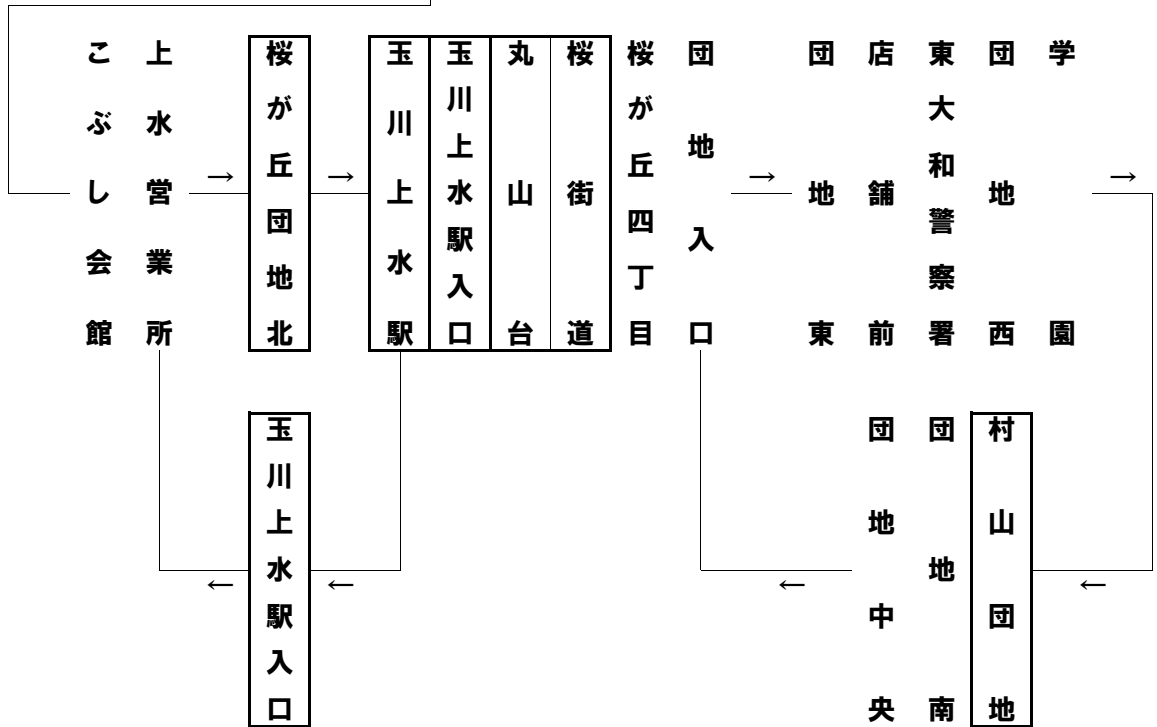 こぶし会館
上水営業所
→
桜が丘団地北
→
玉川上水駅
玉川上水駅入口
丸山台
桜街道
桜が丘四丁目
団地入口
→
団地東
店舗前
東大和警察署
団地西
学園
→
玉川上水駅入口
←
←
団地中央
団地南
村山団地
←
←